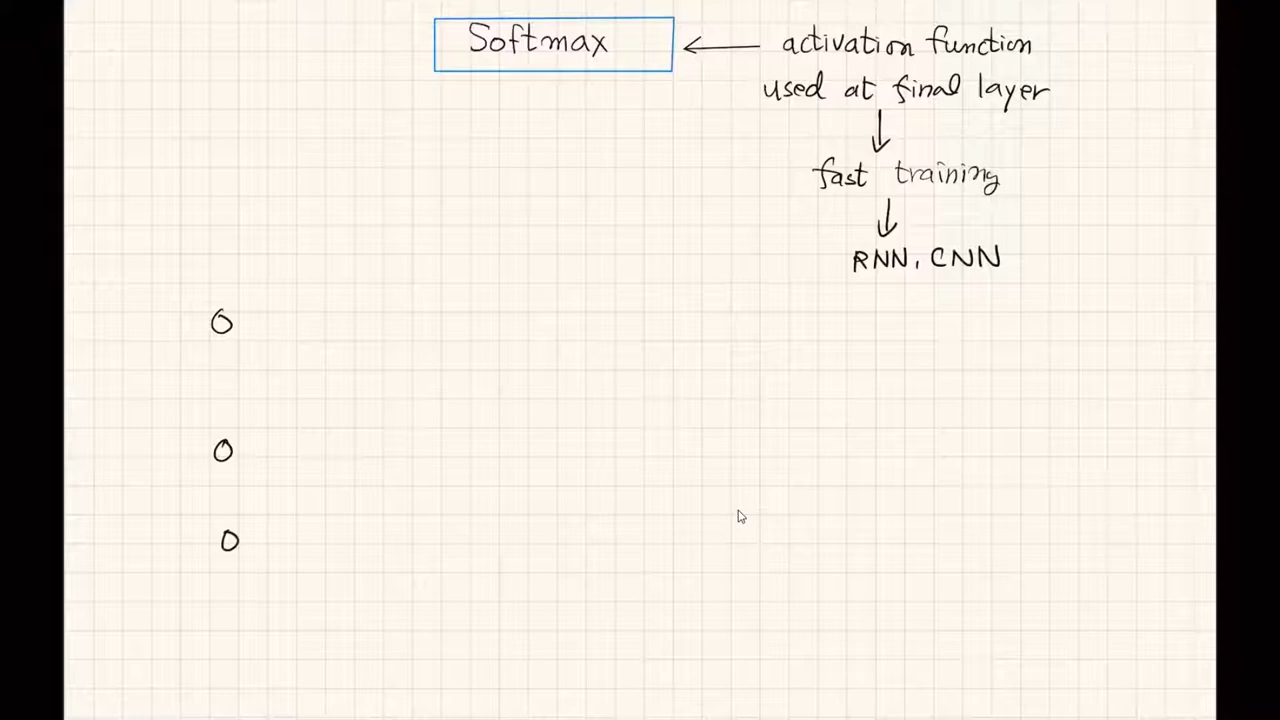 Softmax
activation function
used at final layer
fast training
RNN, CNN